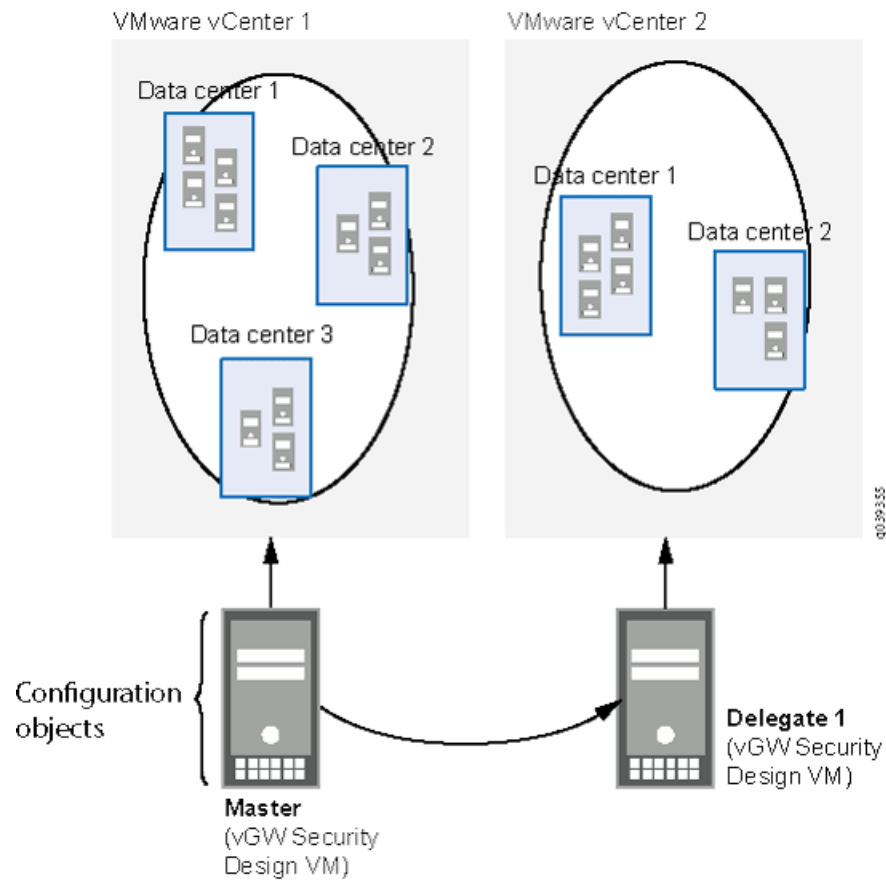 VMware vCenter 1
VMware vCenter 2
Data center 1
Data center 2
Data center 3
Data center 1
Data center 2
g039355
Configuration
objects
Master
(vGW Security
Design VM)
Delegate 1
(vGW Security
Design VM)